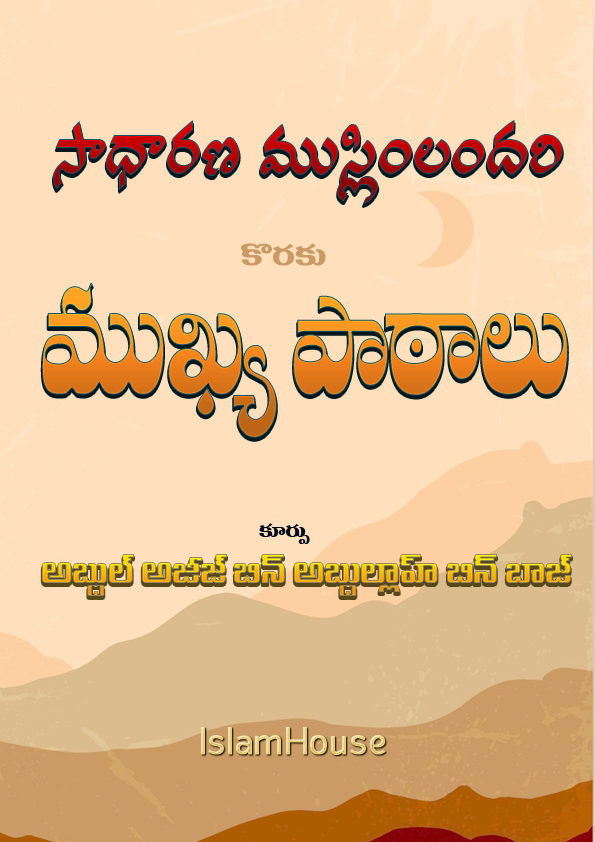 సాధారణ ముస్లింలందరి
కొరకు
ముఖ్య పాఠాలు
కూర్పు
అబ్దుల్ అజీజ్ బిన్ అబ్దుల్లాహ్ బిన్ బాజ్
IslamHouse